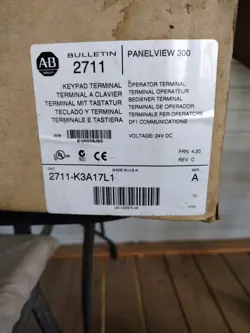 AB
BULLETIN
2711
PANELVIEW 300
KEYPAD TERMINAL
TERMINAL A CLAVIER
TERMINAL MIT TASTATUR
TECLADO Y TERMINAL
TERMINALE E TASTIERA
OPERATOR TERMINAL
TERMINAL OPERATEUR
BEDIENER TERMINAL
TERMINAL DE OPERADOR
TERMINALE PER OPERATORE
DF1 COMMUNICATIONS
VOLTAGE: 24V DC
FRN 4.20
REV C
CAT
MADE IN U.S.A.
SER
2711-K3A17L1
A